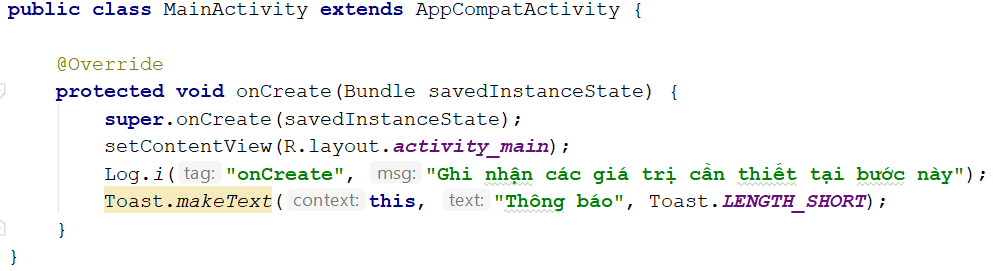 public class MainActivity extends AppCompatActivity {
@Override
protected void onCreate(Bundle savedInstanceState) {
super.onCreate(savedInstanceState);
setContentView(R.layout.activity_main);
Log.i( tag: "onCreate", msg: "Ghi nhận các giá trị cần thiết tại bước này");
Toast.makeText( context: this, text: "Thông báo", Toast.LENGTH_SHORT);
}
}